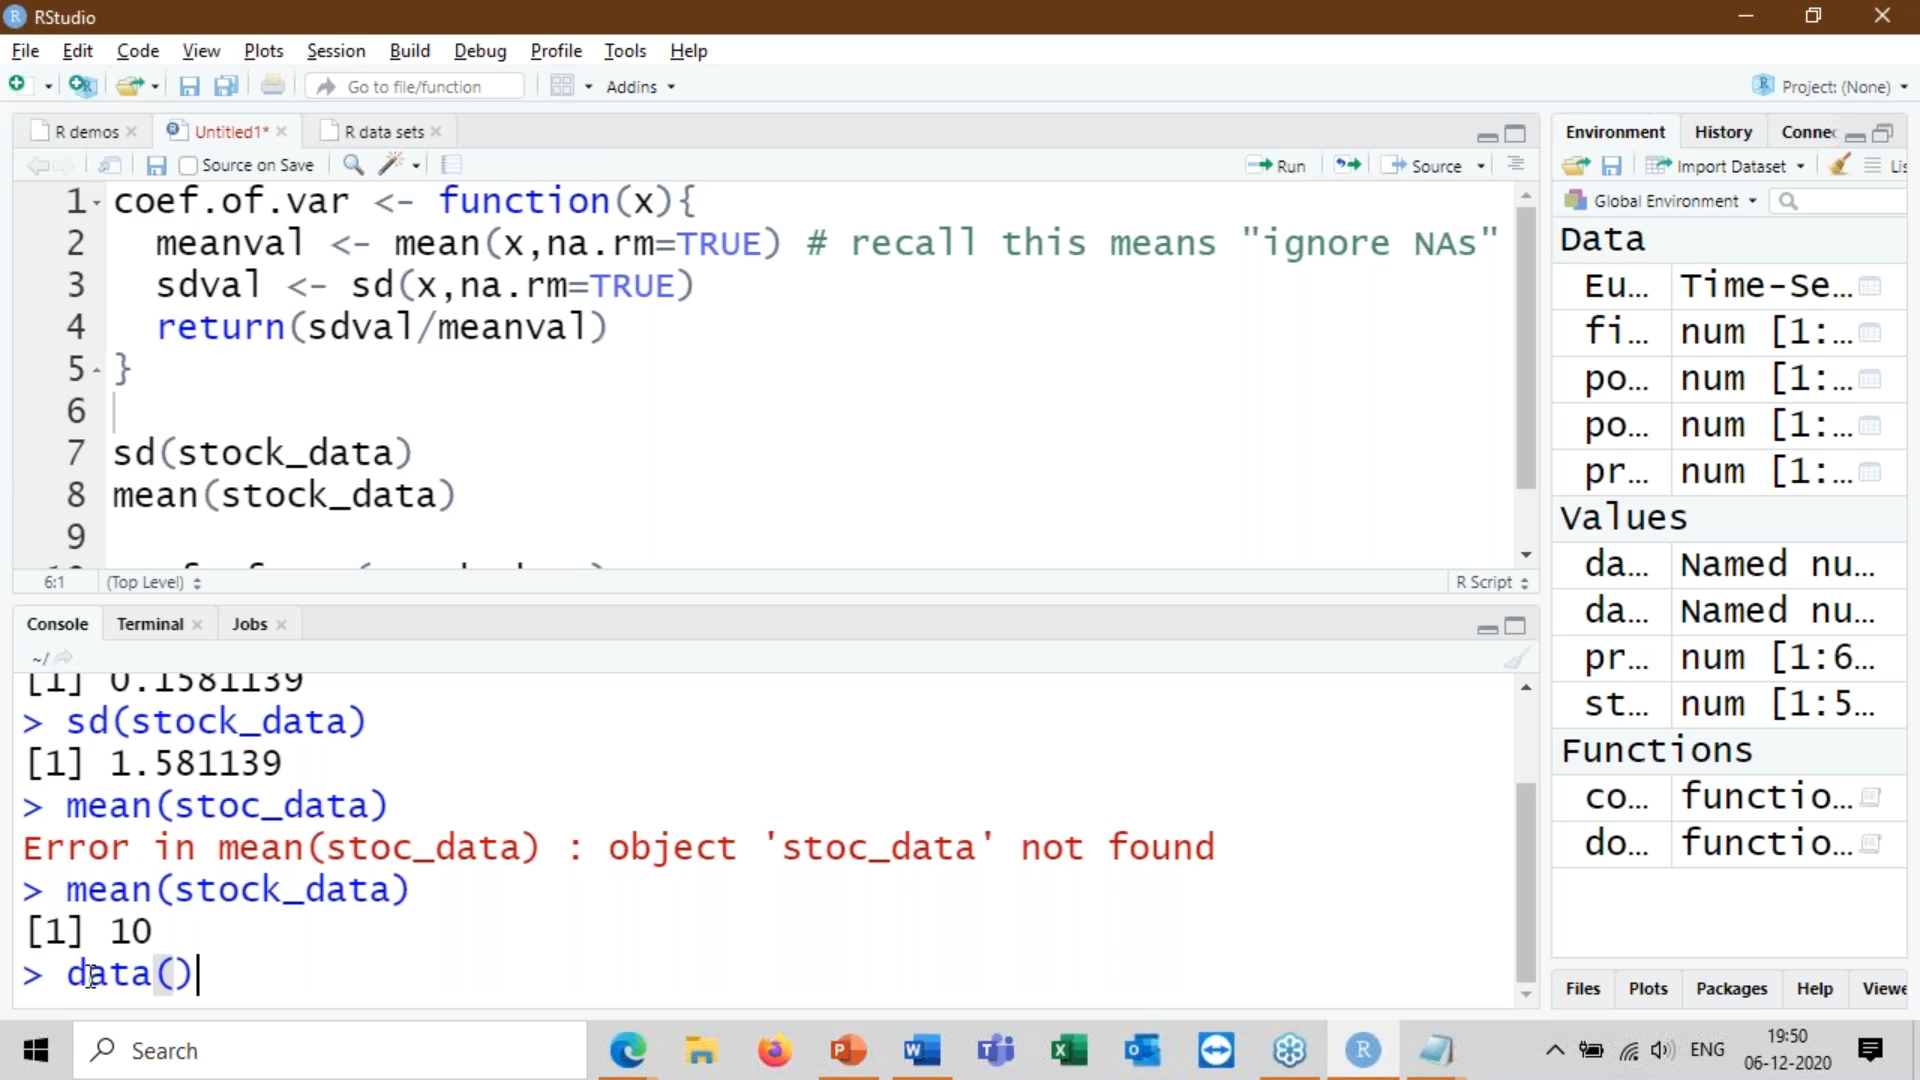 RStudio
File Edit Code View Plots Session Build Debug Profile Tools Help
Go to file/function Addins Project: (None)
R demos Untitled1* R data sets
Source on Save Run Source
1 coef.of.var <- function(x){
2 meanval <- mean(x,na.rm=TRUE) # recall this means "ignore NAs"
3 sdval <- sd(x,na.rm=TRUE)
4 return(sdval/meanval)
5 }
6
7 sd(stock_data)
8 mean(stock_data)
9
6:1 (Top Level) R Script
Console Terminal Jobs
~/
[1] 0.1581139
> sd(stock_data)
[1] 1.581139
> mean(stoc_data)
Error in mean(stoc_data) : object 'stoc_data' not found
> mean(stock_data)
[1] 10
> data()
Environment History Connec
Import Dataset Lis
Global Environment
Data
Eu… Time-Se…
fi… num [1:…
po… num [1:…
po… num [1:…
pr… num [1:…
Values
da… Named nu…
da… Named nu…
pr… num [1:6…
st… num [1:5…
Functions
co… functio…
do… functio…
Files Plots Packages Help Viewe
Search
ENG
19:50
06-12-2020